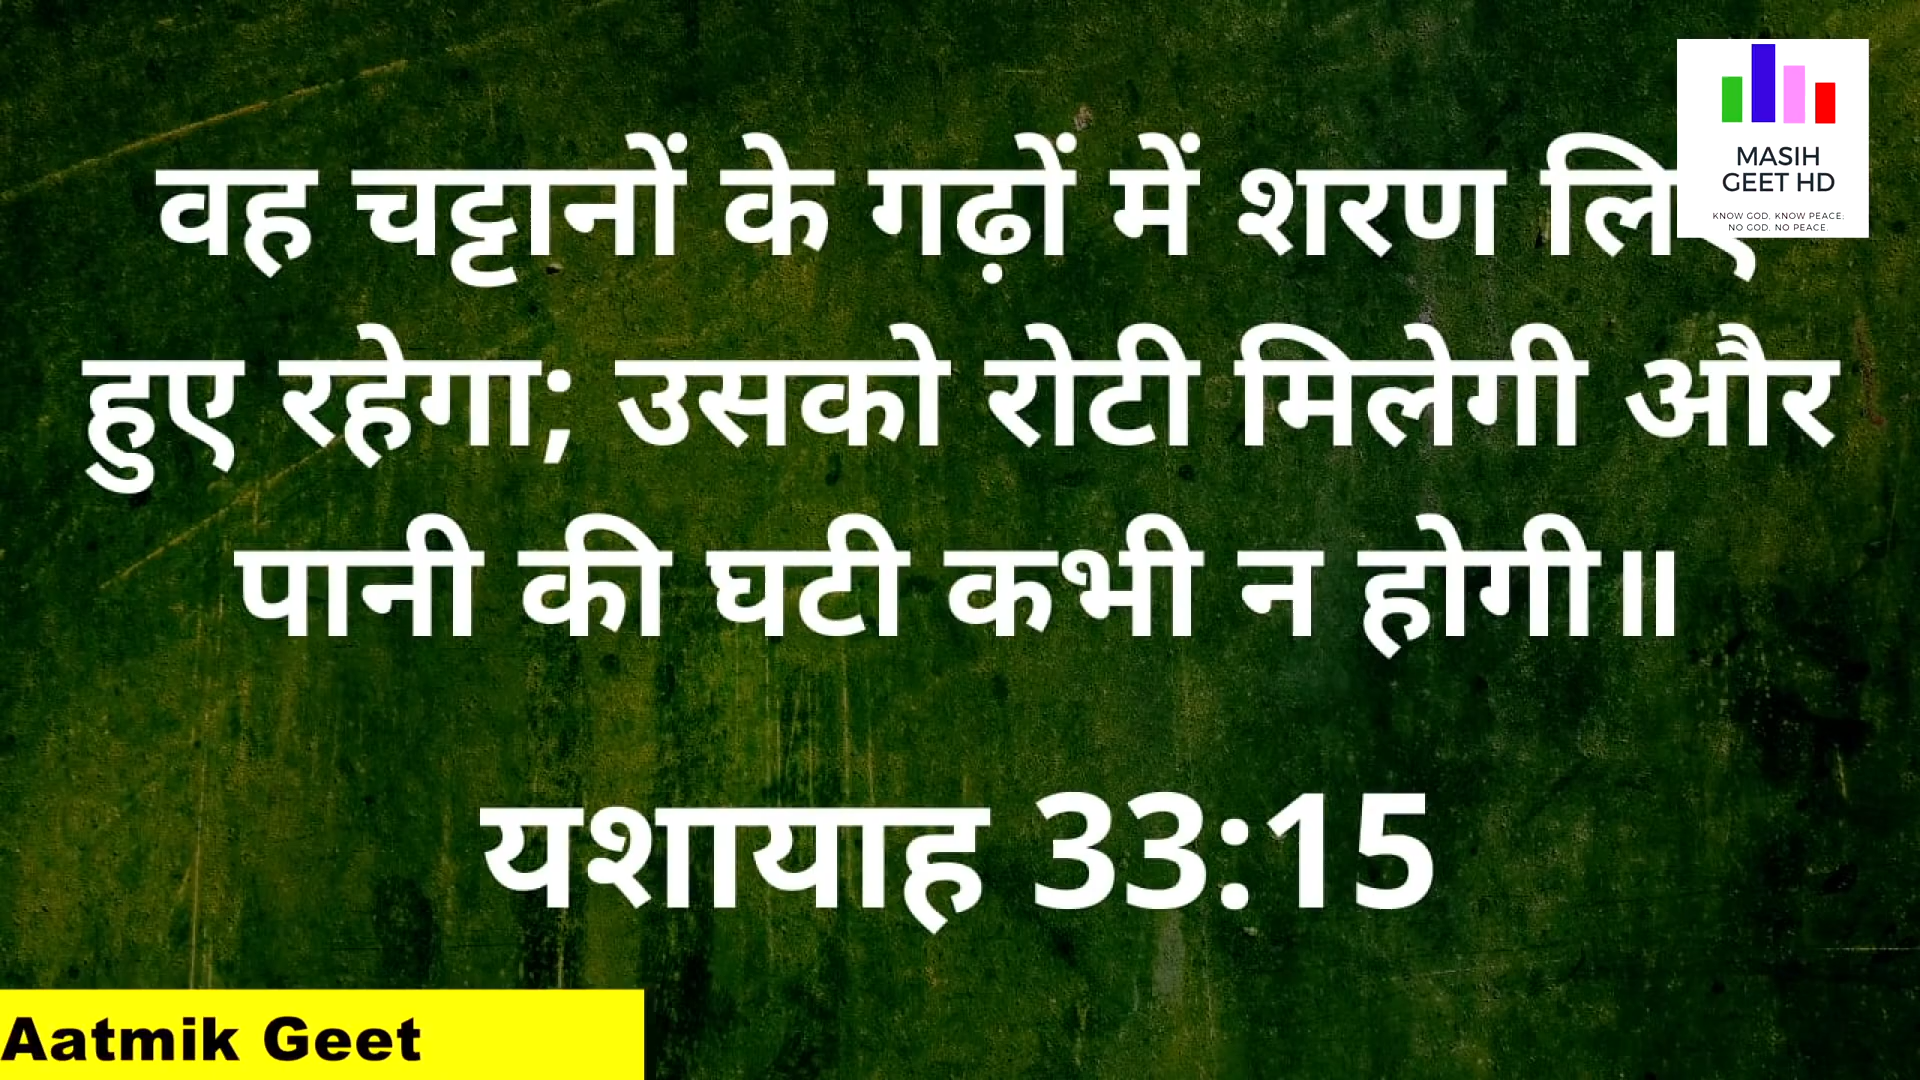 वह चट्टानों के गढ़ों में शरण लिए
हुए रहेगा; उसको रोटी मिलेगी और
पानी की घटी कभी न होगी॥
यशायाह 33:15
MASIH
GEET HD
KNOW GOD, KNOW PEACE;
NO GOD, NO PEACE.
Aatmik Geet